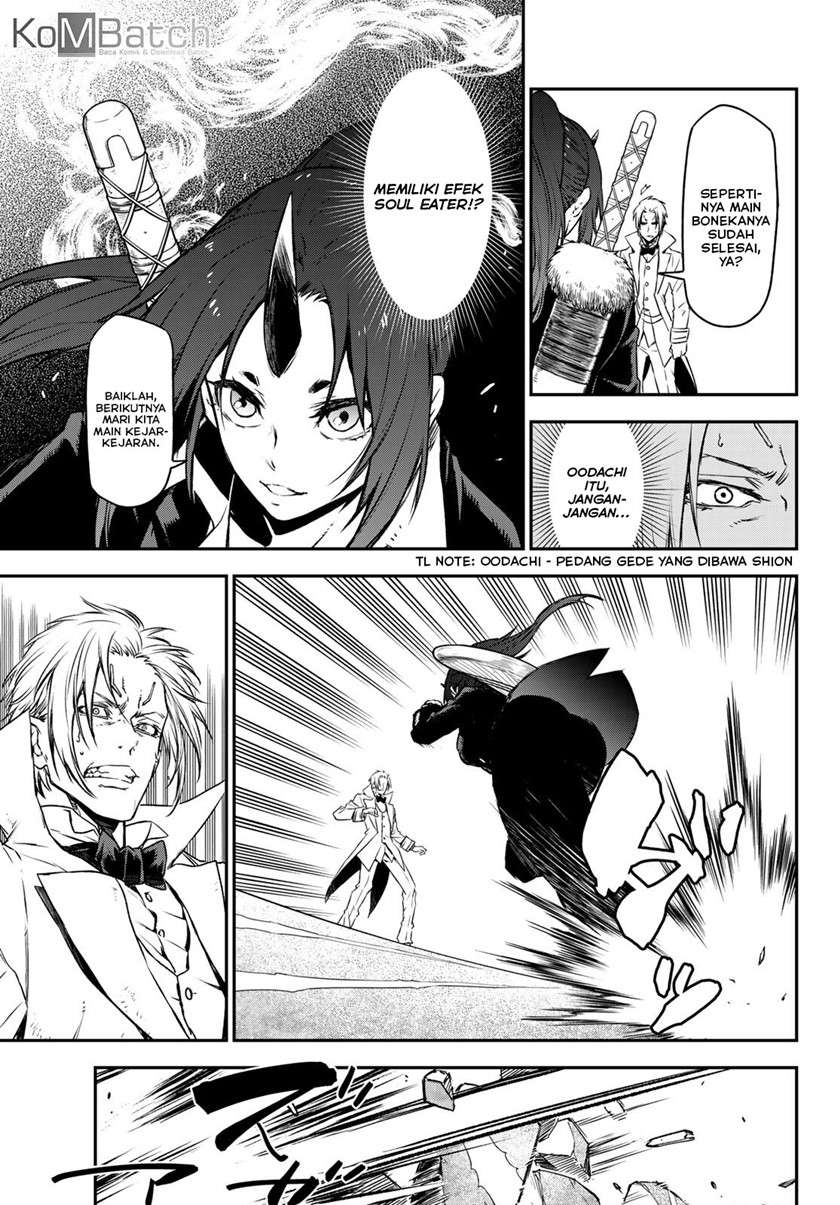 KoMBatch
Baca Komik & Download Batch
SEPERTI-
NYA MAIN
BONEKANYA
SUDAH
SELESAI,
YA?
OODACHI
ITU,
JANGAN-
JANGAN...
MEMILIKI EFEK
SOUL EATER!?
BAIKLAH,
BERIKUTNYA
MARI KITA
MAIN KEJAR-
KEJARAN.
TL NOTE: OODACHI - PEDANG GEDE YANG DIBAWA SHION